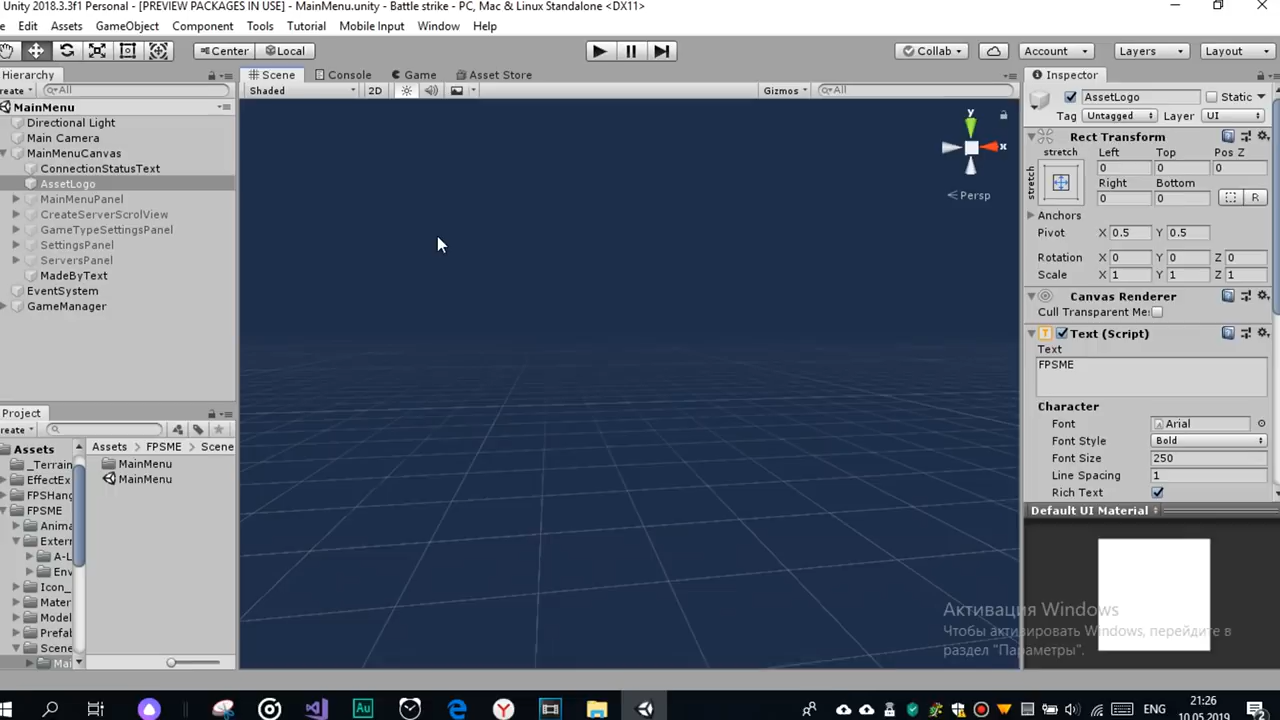 Unity 2018.3.3f1 Personal - [PREVIEW PACKAGES IN USE] - MainMenu.unity - Battle strike - PC, Mac & Linux Standalone <DX11>
Edit Assets GameObject Component Tools Tutorial Mobile Input Window Help
Center Local Collab Account Layers Layout
Hierarchy Scene Console Game Asset Store Inspector
reate All Shaded 2D Gizmos All
AssetLogo Static
MainMenu
Tag Untagged Layer UI
Directional Light
Main Camera
MainMenuCanvas
ConnectionStatusText
AssetLogo
MainMenuPanel
CreateServerScrolView
GameTypeSettingsPanel
SettingsPanel
ServersPanel
MadeByText
EventSystem
GameManager
y
x
Persp
Rect Transform
stretch Left Top Pos Z
stretch
0 0 0
Right Bottom
0 0 R
Anchors
Pivot X 0.5 Y 0.5
Rotation X 0 Y 0 Z 0
Scale X 1 Y 1 Z 1
Canvas Renderer
Cull Transparent Me:
Text (Script)
Text
FPSME
Character
Font Arial
Font Style Bold
Font Size 250
Line Spacing 1
Rich Text
Default UI Material
Project
reate
Assets
Assets FPSME Scene
_Terrain
EffectEx
FPSHang
FPSME
Anima
Extern
A-L
Env
Icon_
Mater
Model
Prefab
Scene
Mai
MainMenu
MainMenu
Активация Windows
Чтобы активировать Windows, перейдите в
раздел "Параметры".
Au
ENG
21:26
10.05.2019
2